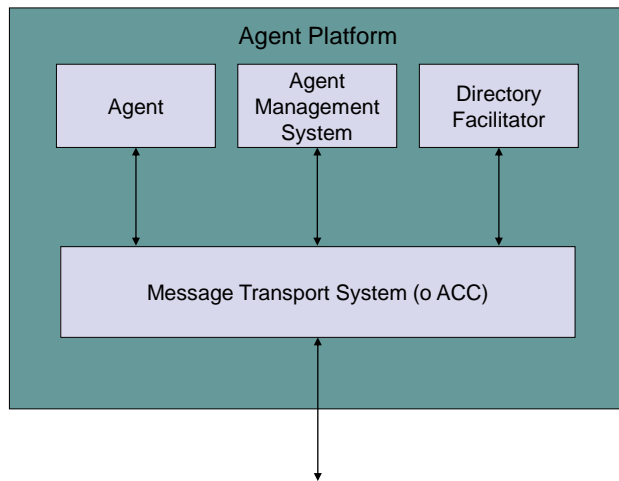 Agent Platform
Agent
Agent
Management
System
Directory
Facilitator
Message Transport System (o ACC)